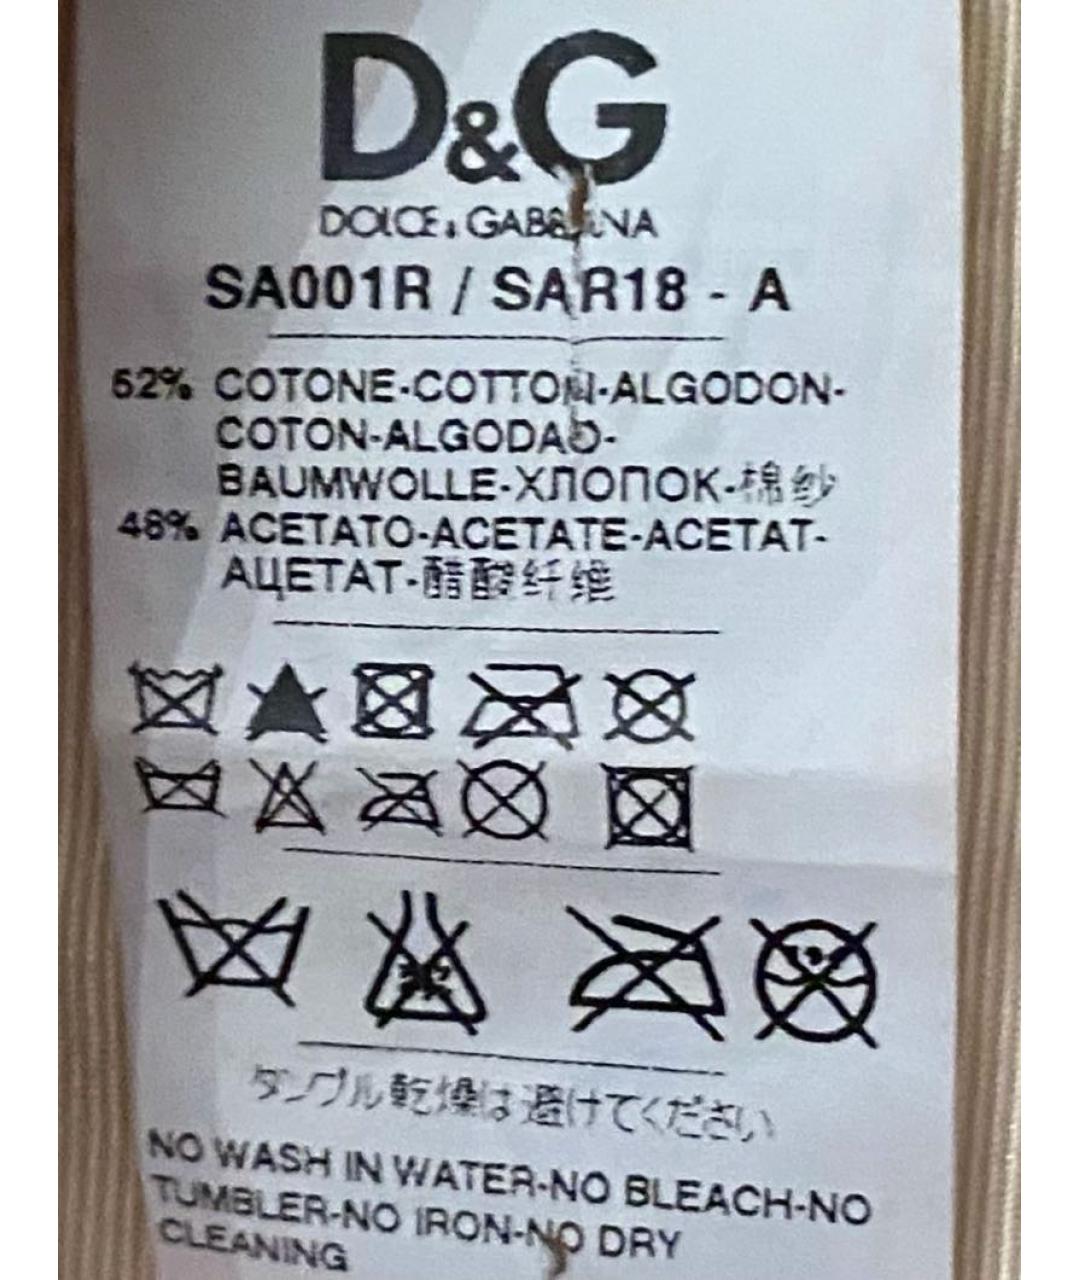 D&G
DOLCE & GABBANA
SA001R / SAR18 - A
52% COTONE-COTTON-ALGODON-
COTON-ALGODAO-
BAUMWOLLE-ХЛОПОК-棉纱
48% ACETATO-ACETATE-ACETAT-
АЦЕТАТ-醋酸纤维
タンブル乾燥は避けてください
NO WASH IN WATER-NO BLEACH-NO
TUMBLER-NO IRON-NO DRY
CLEANING